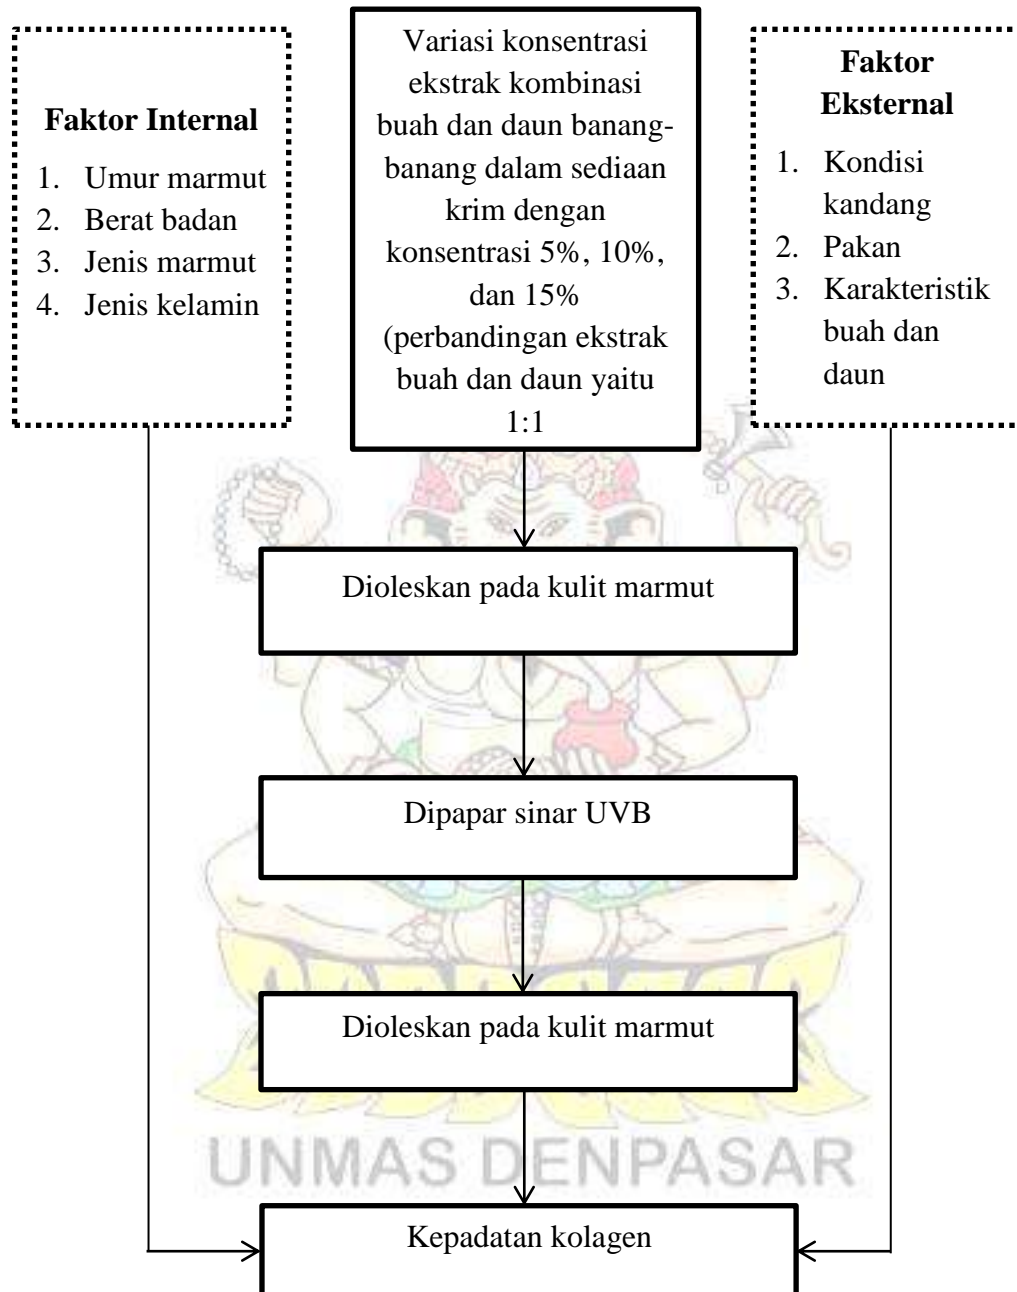 Faktor Internal
1. Umur marmut
2. Berat badan
3. Jenis marmut
4. Jenis kelamin
Variasi konsentrasi
ekstrak kombinasi
buah dan daun banang-
banang dalam sediaan
krim dengan
konsentrasi 5%, 10%,
dan 15%
(perbandingan ekstrak
buah dan daun yaitu
1:1
Faktor
Eksternal
1. Kondisi
kandang
2. Pakan
3. Karakteristik
buah dan
daun
Dioleskan pada kulit marmut
Dipapar sinar UVB
Dioleskan pada kulit marmut
UNMAS DENPASAR
Kepadatan kolagen